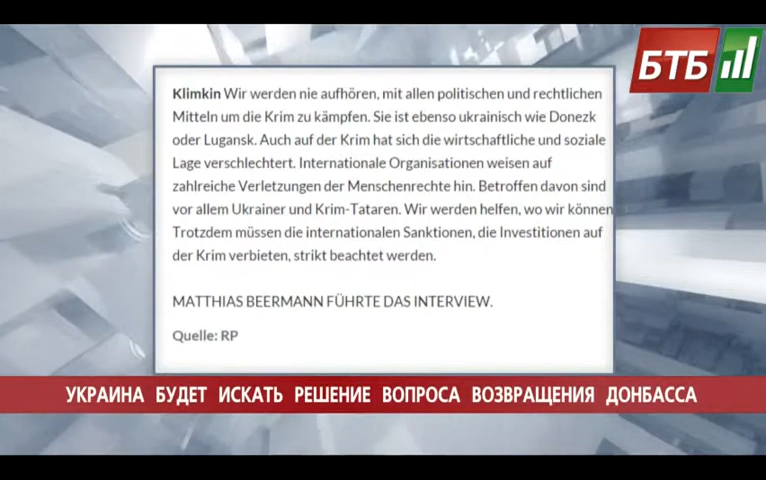 БТБ
Klimkin Wir werden nie aufhören, mit allen politischen und rechtlichen
Mitteln um die Krim zu kämpfen. Sie ist ebenso ukrainisch wie Donezk
oder Lugansk. Auch auf der Krim hat sich die wirtschaftliche und soziale
Lage verschlechtert. Internationale Organisationen weisen auf
zahlreiche Verletzungen der Menschenrechte hin. Betroffen davon sind
vor allem Ukrainer und Krim-Tataren. Wir werden helfen, wo wir können
Trotzdem müssen die internationalen Sanktionen, die Investitionen auf
der Krim verbieten, strikt beachtet werden.
MATTHIAS BEERMANN FÜHRTE DAS INTERVIEW.
Quelle: RP
УКРАИНА БУДЕТ ИСКАТЬ РЕШЕНИЕ ВОПРОСА ВОЗВРАЩЕНИЯ ДОНБАССА